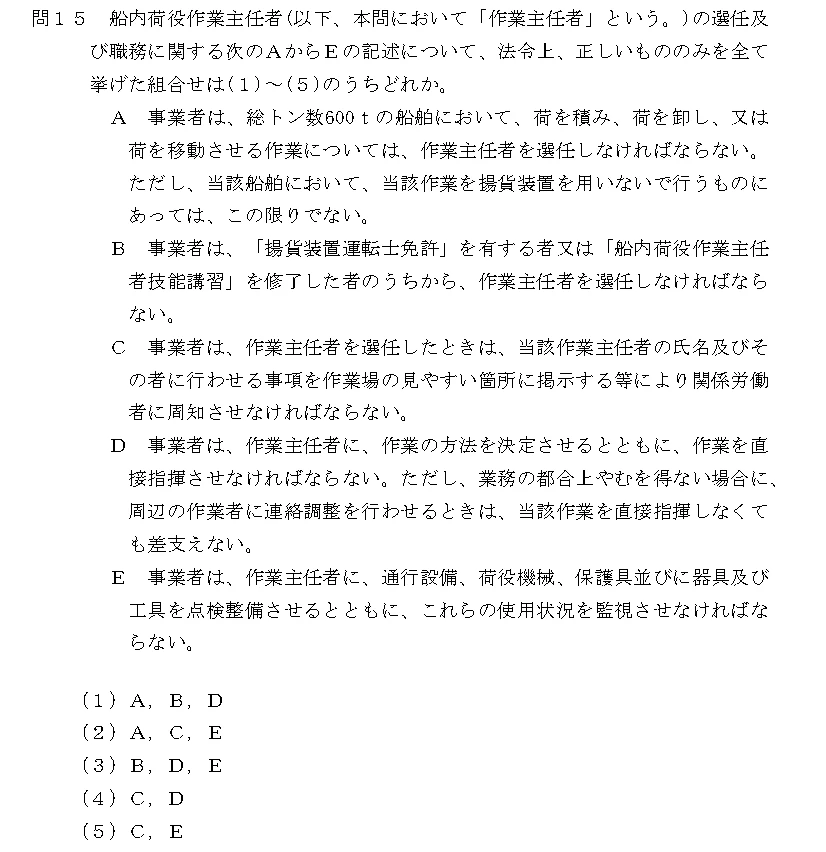 問１５　船内荷役作業主任者(以下、本問において「作業主任者」という。)の選任及
び職務に関する次のＡからＥの記述について、法令上、正しいもののみを全て
挙げた組合せは(１)～(５)のうちどれか。
Ａ　事業者は、総トン数600ｔの船舶において、荷を積み、荷を卸し、又は
荷を移動させる作業については、作業主任者を選任しなければならない。
ただし、当該船舶において、当該作業を揚貨装置を用いないで行うものに
あっては、この限りでない。
Ｂ　事業者は、「揚貨装置運転士免許」を有する者又は「船内荷役作業主任
者技能講習」を修了した者のうちから、作業主任者を選任しなければなら
ない。
Ｃ　事業者は、作業主任者を選任したときは、当該作業主任者の氏名及びそ
の者に行わせる事項を作業場の見やすい箇所に掲示する等により関係労働
者に周知させなければならない。
Ｄ　事業者は、作業主任者に、作業の方法を決定させるとともに、作業を直
接指揮させなければならない。ただし、業務の都合上やむを得ない場合に、
周辺の作業者に連絡調整を行わせるときは、当該作業を直接指揮しなくて
も差支えない。
Ｅ　事業者は、作業主任者に、通行設備、荷役機械、保護具並びに器具及び
工具を点検整備させるとともに、これらの使用状況を監視させなければな
らない。
(１) Ａ，Ｂ，Ｄ
(２) Ａ，Ｃ，Ｅ
(３) Ｂ，Ｄ，Ｅ
(４) Ｃ，Ｄ
(５) Ｃ，Ｅ